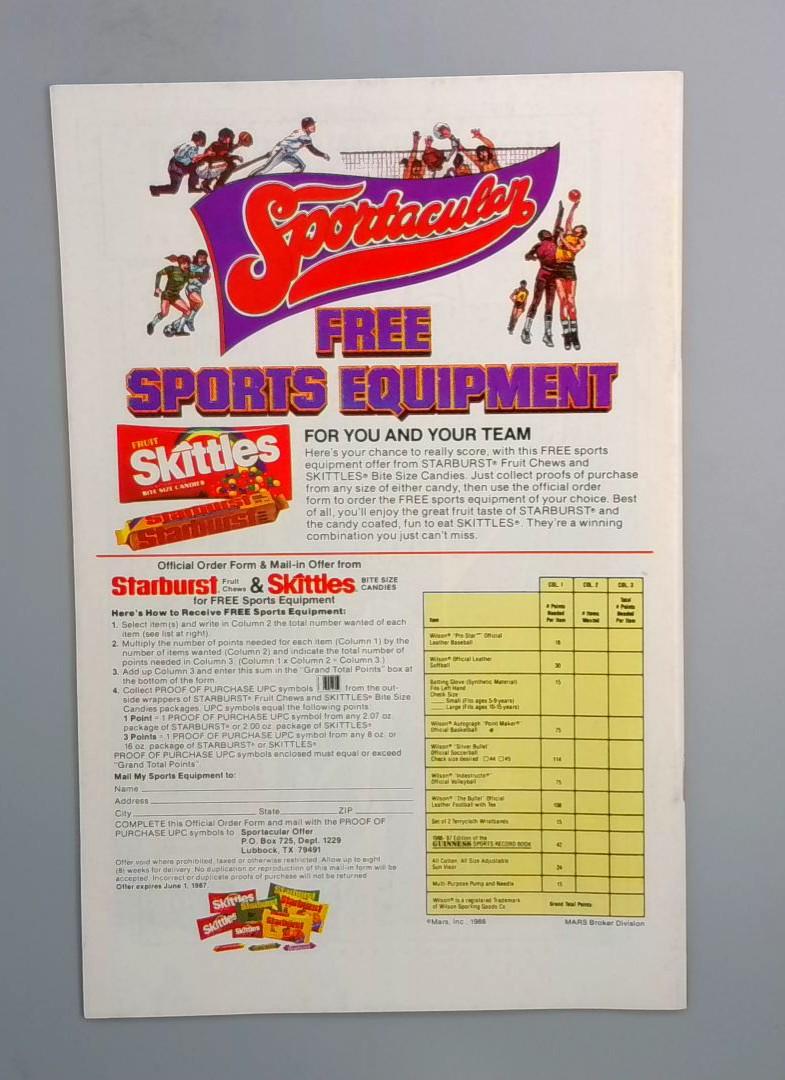 Sportacular
FREE
SPORTS EQUIPMENT
FRUIT
Skittles
BITE SIZE CANDIES
Starburst
Starburst
FOR YOU AND YOUR TEAM
Here's your chance to really score, with this FREE sports
equipment offer from STARBURST® Fruit Chews and
SKITTLES® Bite Size Candies. Just collect proofs of purchase
from any size of either candy, then use the official order
form to order the FREE sports equipment of your choice. Best
of all, you'll enjoy the great fruit taste of STARBURST® and
the candy coated, fun to eat SKITTLES®. They're a winning
combination you just can't miss.
Official Order Form & Mail-in Offer from
Starburst Fruit Chews & Skittles BITE SIZE CANDIES
for FREE Sports Equipment
Here's How to Receive FREE Sports Equipment:
1. Select item(s) and write in Column 2 the total number wanted of each
item (see list at right).
2. Multiply the number of points needed for each item (Column 1) by the
number of items wanted (Column 2) and indicate the total number of
points needed in Column 3. (Column 1 x Column 2 = Column 3.)
3. Add up Column 3 and enter this sum in the "Grand Total Points" box at
the bottom of form.
4. Collect PROOF OF PURCHASE UPC symbols from the out-
side wrappers of STARBURST® Fruit Chews and SKITTLES® Bite Size
Candies packages. UPC symbols equal the following points:
1 Point = 1 PROOF OF PURCHASE UPC symbol from any 2.07 oz.
package of STARBURST® or 2.00 oz. package of SKITTLES®
3 Points = 1 PROOF OF PURCHASE UPC symbol from any 8 oz. or
16 oz. package of STARBURST® or SKITTLES®
PROOF OF PURCHASE UPC symbols enclosed must equal or exceed
"Grand Total Points".
Mail My Sports Equipment to:
Name
Address
City State ZIP
COMPLETE this Official Order Form and mail with the PROOF OF
PURCHASE UPC symbols to Sportacular Offer
P.O. Box 725, Dept. 1229
Lubbock, TX 79491
Offer void where prohibited, taxed or otherwise restricted. Allow up to eight
(8) weeks for delivery. No duplication or reproduction of this mail-in form will be
accepted. Incorrect or duplicate proofs of purchase will not be returned.
Offer expires June 1, 1987.
Skittles
Skittles
Skittles
Starburst
Starburst
COL. 1 COL. 2 COL. 3
Item # Points Needed Per Item # Items Wanted Total # Points Needed Per Item
Wilson® "Pro Star™" Official
Leather Baseball
Wilson® Official Leather
Softball 30
Batting Glove (Synthetic Material) 15
Fits Left Hand
Check Size
Small (Fits ages 5-9 years)
Large (Fits ages 10-15 years)
Wilson® Autograph "Point Maker®"
Official Basketball 75
Wilson® "Silver Bullet"
Official Soccerball
Check size desired □#4 □#5 114
Wilson® "Indestructo®"
Official Volleyball 75
Wilson® "The Bullet" Official
Leather Football with Tee 108
Set of 2 Terrycloth Wristbands 15
1986-87 Edition of the
GUINNESS SPORTS RECORD BOOK 42
All Cotton, All Size Adjustable
Sun Visor 24
Multi-Purpose Pump and Needle 15
Wilson® is a registered Trademark
of Wilson Sporting Goods Co. Grand Total Points
©Mars, Inc., 1986 MARS Broker Division